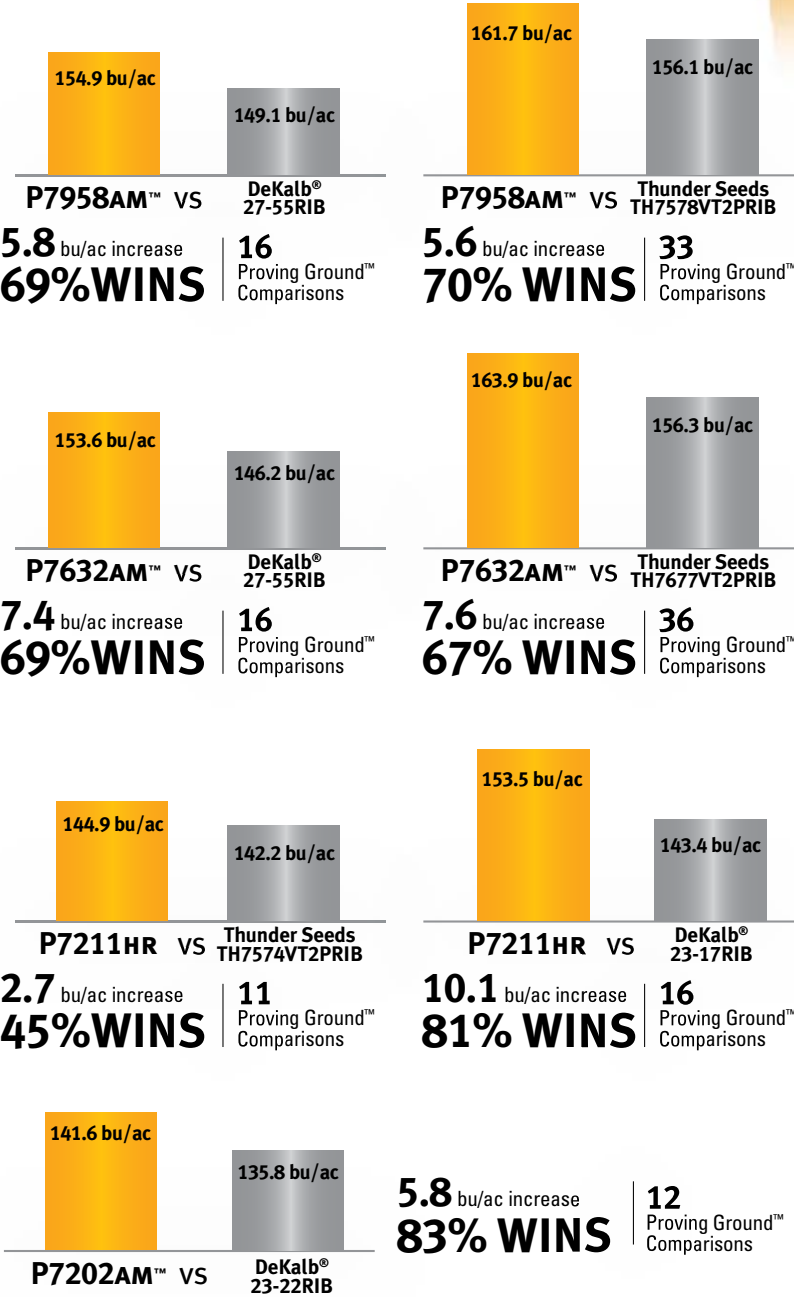 154.9 bu/ac
149.1 bu/ac
P7958AM™ VS DeKalb®
27-55RIB
5.8 bu/ac increase
69%WINS
16
Proving Ground™
Comparisons
161.7 bu/ac
156.1 bu/ac
P7958AM™ VS Thunder Seeds
TH7578VT2PRIB
5.6 bu/ac increase
70% WINS
33
Proving Ground™
Comparisons
153.6 bu/ac
146.2 bu/ac
P7632AM™ VS DeKalb®
27-55RIB
7.4 bu/ac increase
69%WINS
16
Proving Ground™
Comparisons
163.9 bu/ac
156.3 bu/ac
P7632AM™ VS Thunder Seeds
TH7677VT2PRIB
7.6 bu/ac increase
67% WINS
36
Proving Ground™
Comparisons
144.9 bu/ac
142.2 bu/ac
P7211HR VS Thunder Seeds
TH7574VT2PRIB
2.7 bu/ac increase
45%WINS
11
Proving Ground™
Comparisons
153.5 bu/ac
143.4 bu/ac
P7211HR VS DeKalb®
23-17RIB
10.1 bu/ac increase
81% WINS
16
Proving Ground™
Comparisons
141.6 bu/ac
135.8 bu/ac
P7202AM™ VS DeKalb®
23-22RIB
5.8 bu/ac increase
83% WINS
12
Proving Ground™
Comparisons